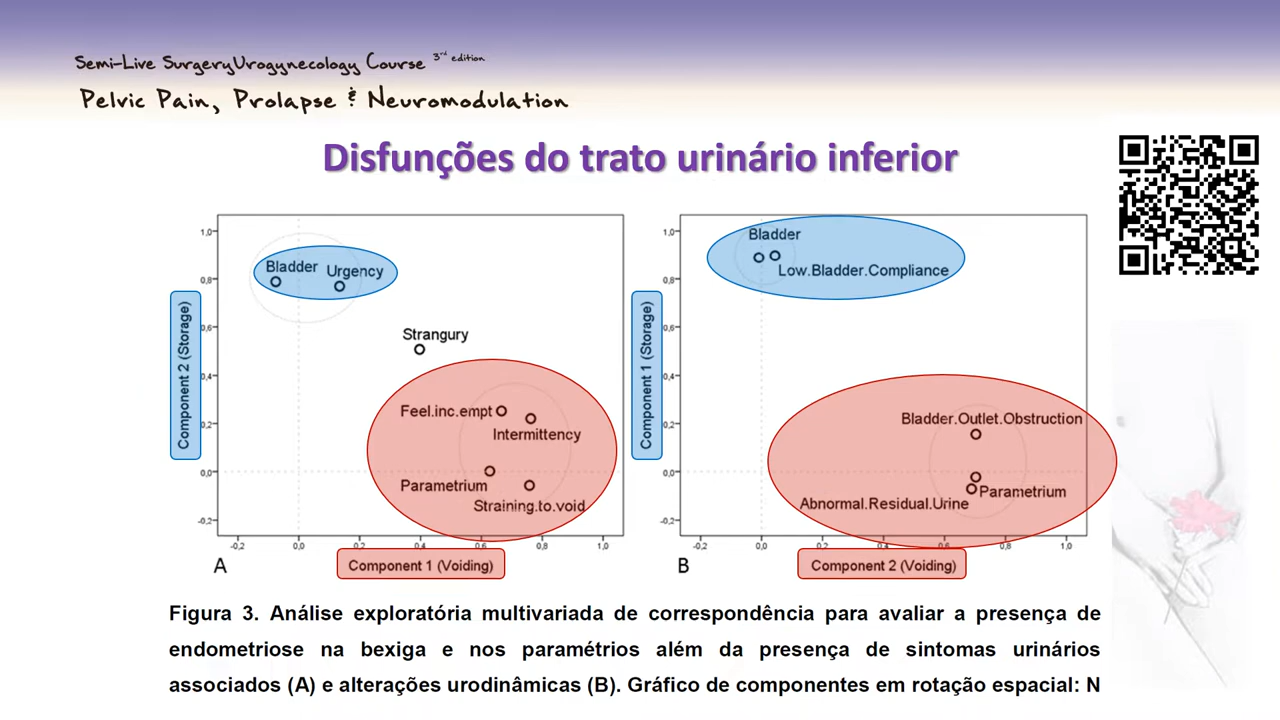 Semi-Live SurgeryUrogynecology Course 3rd edition
Pelvic Pain, Prolapse & Neuromodulation
Disfunções do trato urinário inferior
Component 2 (Storage)
1,0
0,8
0,6
0,4
0,2
0,0
-0,2
Bladder
Urgency
Strangury
Feel.inc.empt
Intermittency
Parametrium
Straining.to.void
-0,2 0,0 0,2 0,4 0,6 0,8 1,0
A
Component 1 (Voiding)
Component 1 (Storage)
1,0
0,8
0,6
0,4
0,2
0,0
-0,2
Bladder
Low.Bladder.Compliance
Bladder.Outlet.Obstruction
Parametrium
Abnormal.Residual.Urine
-0,2 0,0 0,2 0,4 0,6 0,8 1,0
B
Component 2 (Voiding)
Figura 3. Análise exploratória multivariada de correspondência para avaliar a presença de
endometriose na bexiga e nos paramétrios além da presença de sintomas urinários
associados (A) e alterações urodinâmicas (B). Gráfico de componentes em rotação espacial: N